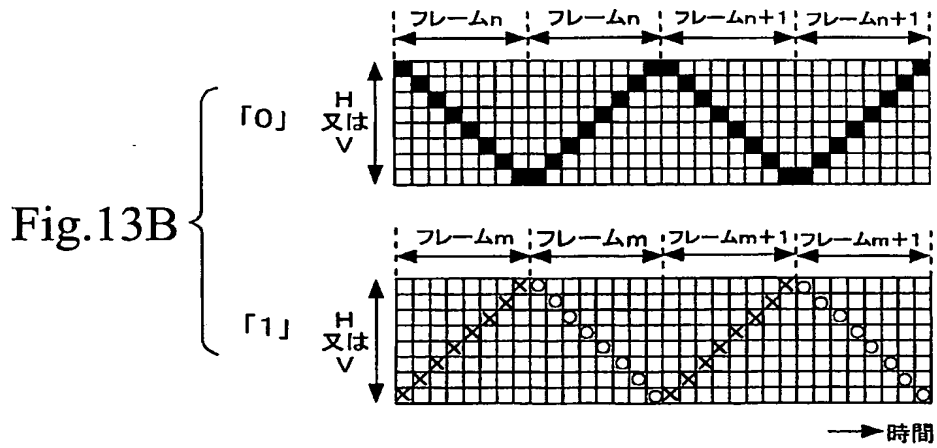 フレームn フレームn フレームn+1 フレームn+1
「0」
H
又は
V
Fig.13B
フレームm フレームm フレームm+1 フレームm+1
「1」
H
又は
V
時間